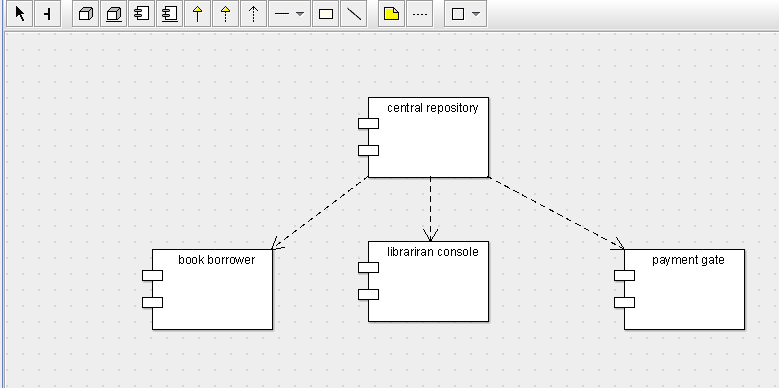 central repository
book borrower
librariran console
payment gate